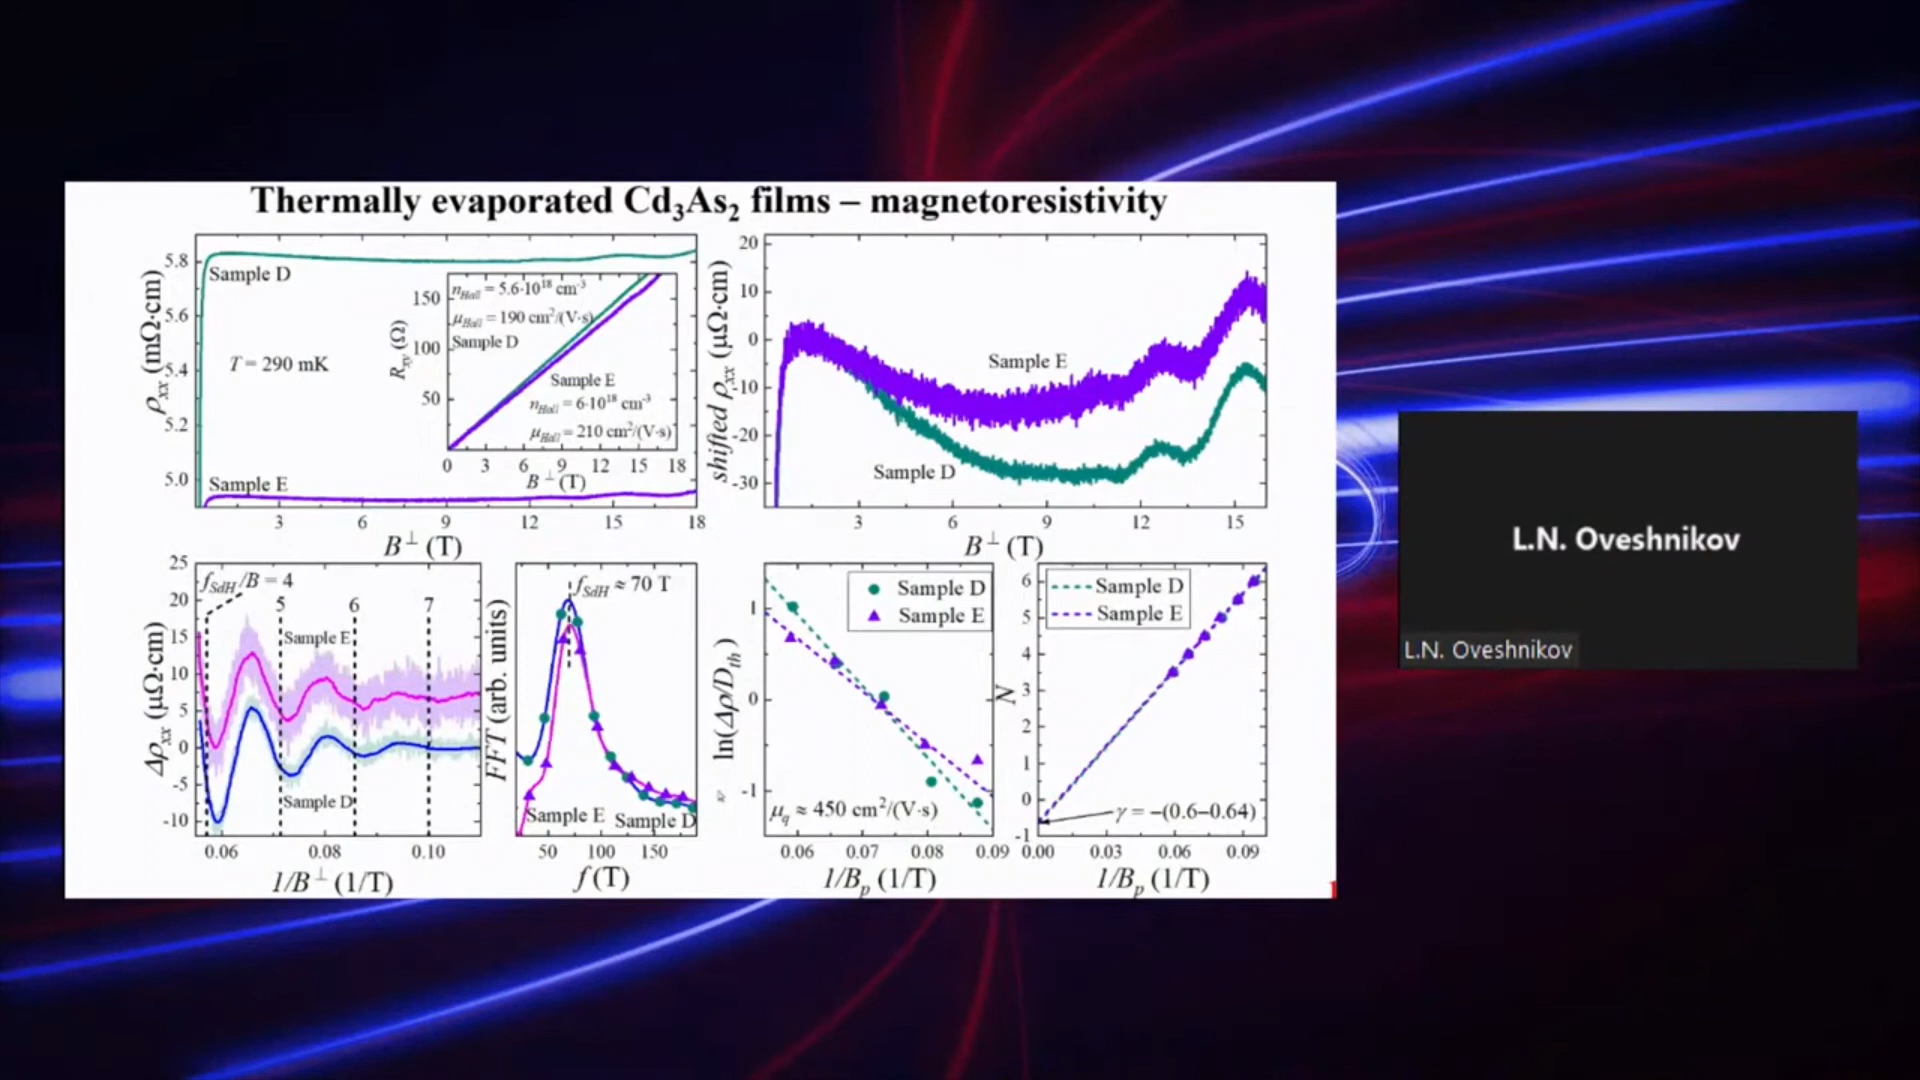 Thermally evaporated Cd₃As₂ films – magnetoresistivity
5.8
5.6
5.4
5.2
5.0
ρxx (mΩ·cm)
Sample D
T = 290 mK
Sample E
3 6 9 12 15 18
B⊥ (T)
150
100
50
Rxy (Ω)
nHall = 5.6·10¹⁸ cm⁻³
μHall = 190 cm²/(V·s)
Sample D
Sample E
nHall = 6·10¹⁸ cm⁻³
μHall = 210 cm²/(V·s)
0 3 6 9 12 15 18
B⊥ (T)
20
10
0
-10
-20
-30
shifted ρxx (μΩ·cm)
Sample E
Sample D
3 6 9 12 15
B⊥ (T)
L.N. Oveshnikov
L.N. Oveshnikov
25
20
15
10
5
0
-5
-10
Δρxx (μΩ·cm)
fSdH/B = 4
5 6 7
Sample E
Sample D
0.06 0.08 0.10
1/B⊥ (1/T)
FFT (arb. units)
fSdH ≈ 70 T
Sample E Sample D
50 100 150
f (T)
1
0
-1
ln(Δρ/Dth)
Sample D
Sample E
μq ≈ 450 cm²/(V·s)
0.06 0.07 0.08 0.09
1/Bp (1/T)
6
5
4
3
2
1
0
-1
N
Sample D
Sample E
γ = –(0.6–0.64)
0.00 0.03 0.06 0.09
1/Bp (1/T)